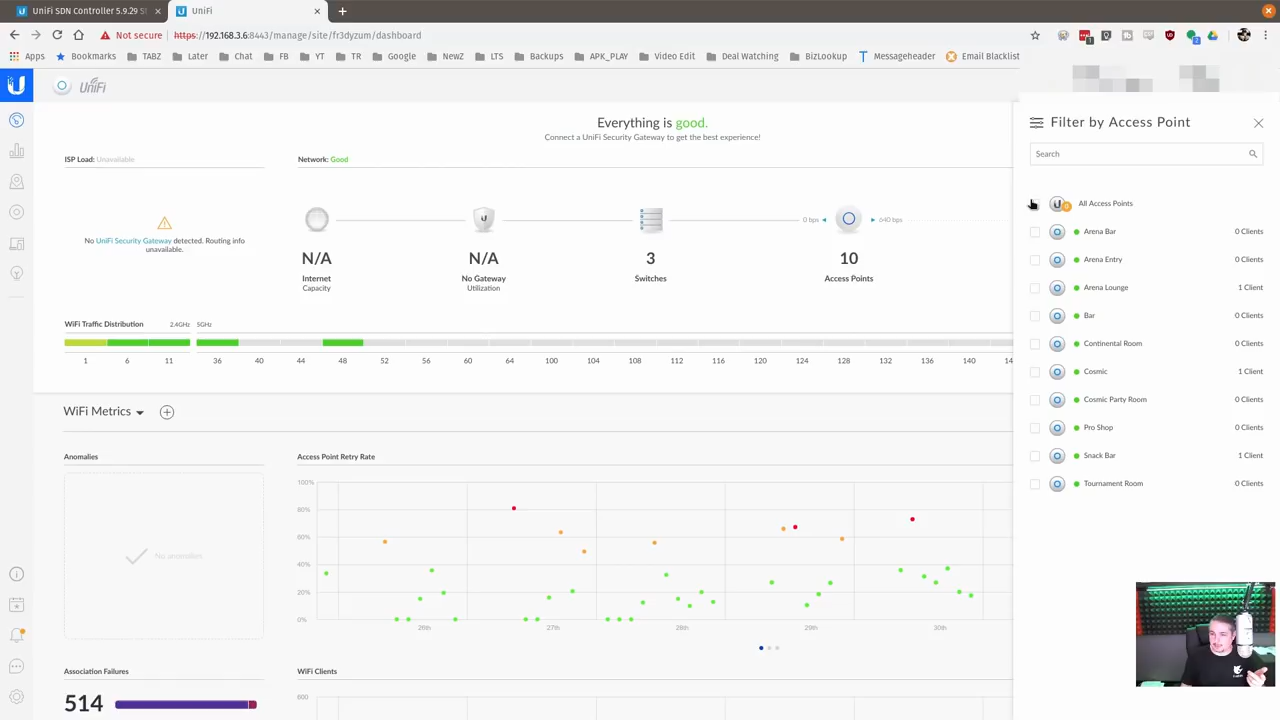 UniFi SDN Controller 5.9.29 S
UniFi
Not secure
https://192.168.3.6:8443/manage/site/fr3dyzum/dashboard
Apps Bookmarks TABZ Later Chat FB YT TR Google NewZ LTS Backups APK_PLAY Video Edit Deal Watching BizLookup Messageheader Email Blacklist
UniFi
Everything is good.
Connect a UniFi Security Gateway to get the best experience!
ISP Load: Unavailable
Network: Good
No UniFi Security Gateway detected. Routing info
unavailable.
0 bps
640 bps
N/A
Internet
Capacity
N/A
No Gateway
Utilization
3
Switches
10
Access Points
WiFi Traffic Distribution 2.4GHz 5GHz
1 6 11 36 40 44 48 52 56 60 64 100 104 108 112 116 120 124 128 132 136 140 14
WiFi Metrics
Anomalies
No anomalies
Access Point Retry Rate
100%
80%
60%
40%
20%
0%
26th 27th 28th 29th 30th
Association Failures
514
WiFi Clients
600
Filter by Access Point
Search
All Access Points
Arena Bar 0 Clients
Arena Entry 0 Clients
Arena Lounge 1 Client
Bar 0 Clients
Continental Room 0 Clients
Cosmic 1 Client
Cosmic Party Room 0 Clients
Pro Shop 0 Clients
Snack Bar 1 Client
Tournament Room 0 Clients